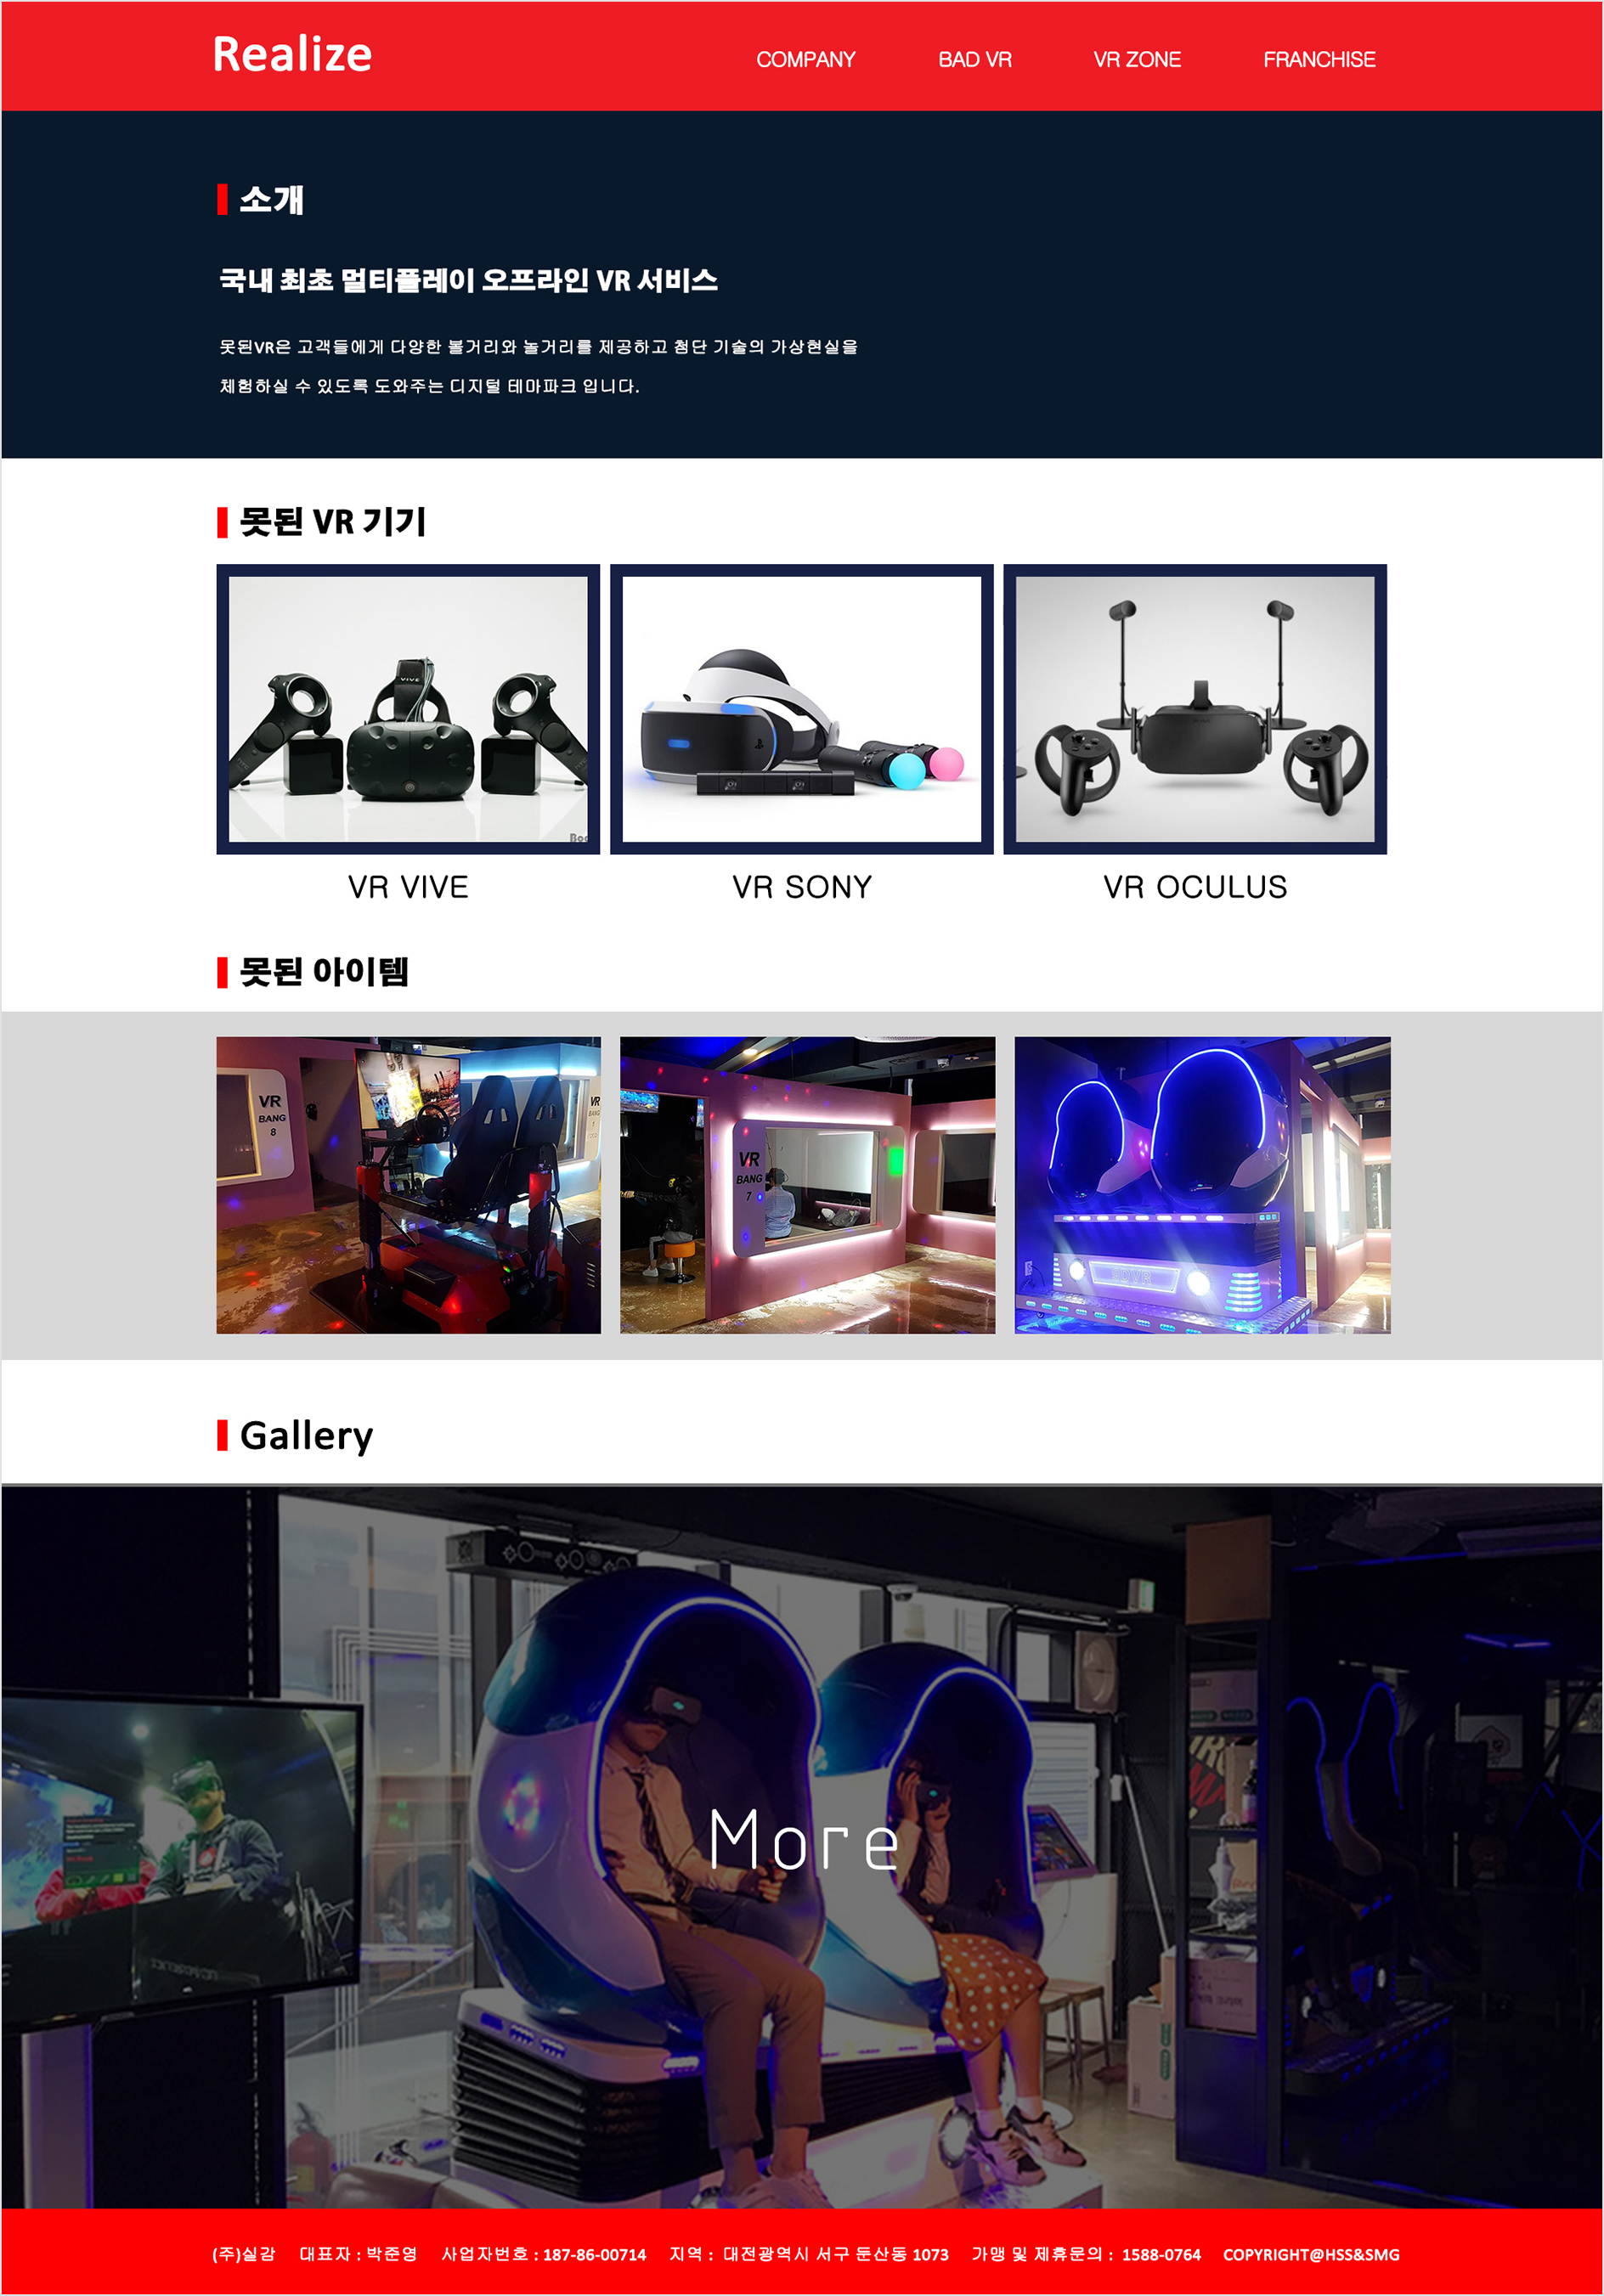 Realize
COMPANY BAD VR VR ZONE FRANCHISE
소개
국내 최초 멀티플레이 오프라인 VR 서비스
못된VR은 고객들에게 다양한 볼거리와 놀거리를 제공하고 첨단 기술의 가상현실을
체험하실 수 있도록 도와주는 디지털 테마파크 입니다.
못된 VR 기기
VIVE
VR VIVE VR SONY VR OCULUS
못된 아이템
VR
BANG
8
VR
BANG
VR
BANG
7
Gallery
More
(주)실감 대표자 : 박준영 사업자번호 : 187-86-00714 지역 : 대전광역시 서구 둔산동 1073 가맹 및 제휴문의 : 1588-0764 COPYRIGHT@HSS&SMG